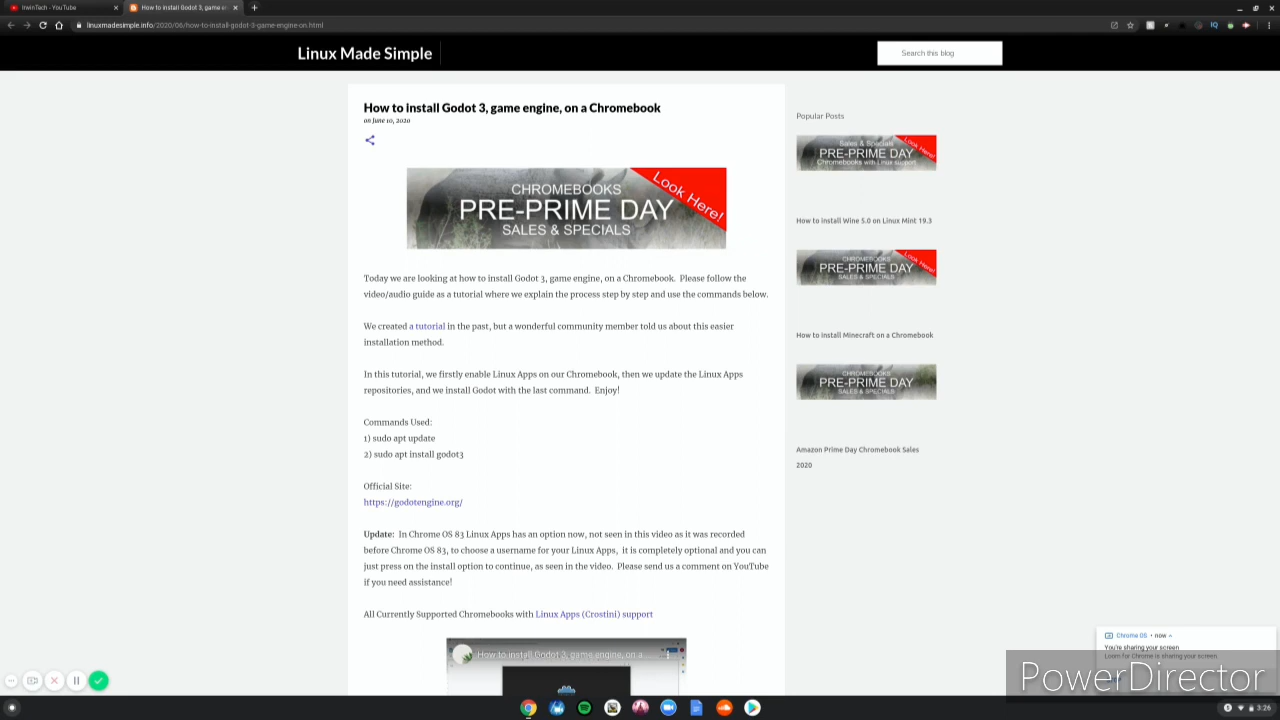 IrwinTech - YouTube
How to install Godot 3, game e
linuxmadesimple.info/2020/06/how-to-install-godot-3-game-engine-on.html
Linux Made Simple
Search this blog
How to install Godot 3, game engine, on a Chromebook
on June 10, 2020
CHROMEBOOKS
PRE-PRIME DAY
SALES & SPECIALS
Look Here!
Today we are looking at how to install Godot 3, game engine, on a Chromebook.  Please follow the
video/audio guide as a tutorial where we explain the process step by step and use the commands below.
We created a tutorial in the past, but a wonderful community member told us about this easier
installation method.
In this tutorial, we firstly enable Linux Apps on our Chromebook, then we update the Linux Apps
repositories, and we install Godot with the last command.  Enjoy!
Commands Used:
1) sudo apt update
2) sudo apt install godot3
Official Site:
https://godotengine.org/
Update:  In Chrome OS 83 Linux Apps has an option now, not seen in this video as it was recorded
before Chrome OS 83, to choose a username for your Linux Apps,  it is completely optional and you can
just press on the install option to continue, as seen in the video.  Please send us a comment on YouTube
if you need assistance!
All Currently Supported Chromebooks with Linux Apps (Crostini) support
How to install Godot 3, game engine, on a ...
Popular Posts
Sales & Specials
PRE-PRIME DAY
Chromebooks with Linux support
Look Here!
How to install Wine 5.0 on Linux Mint 19.3
CHROMEBOOKS
PRE-PRIME DAY
SALES & SPECIALS
Look Here!
How to install Minecraft on a Chromebook
CHROMEBOOKS
PRE-PRIME DAY
SALES & SPECIALS
Amazon Prime Day Chromebook Sales
2020
Chrome OS • now
You're sharing your screen
Loom for Chrome is sharing your screen
PowerDirector
3:26